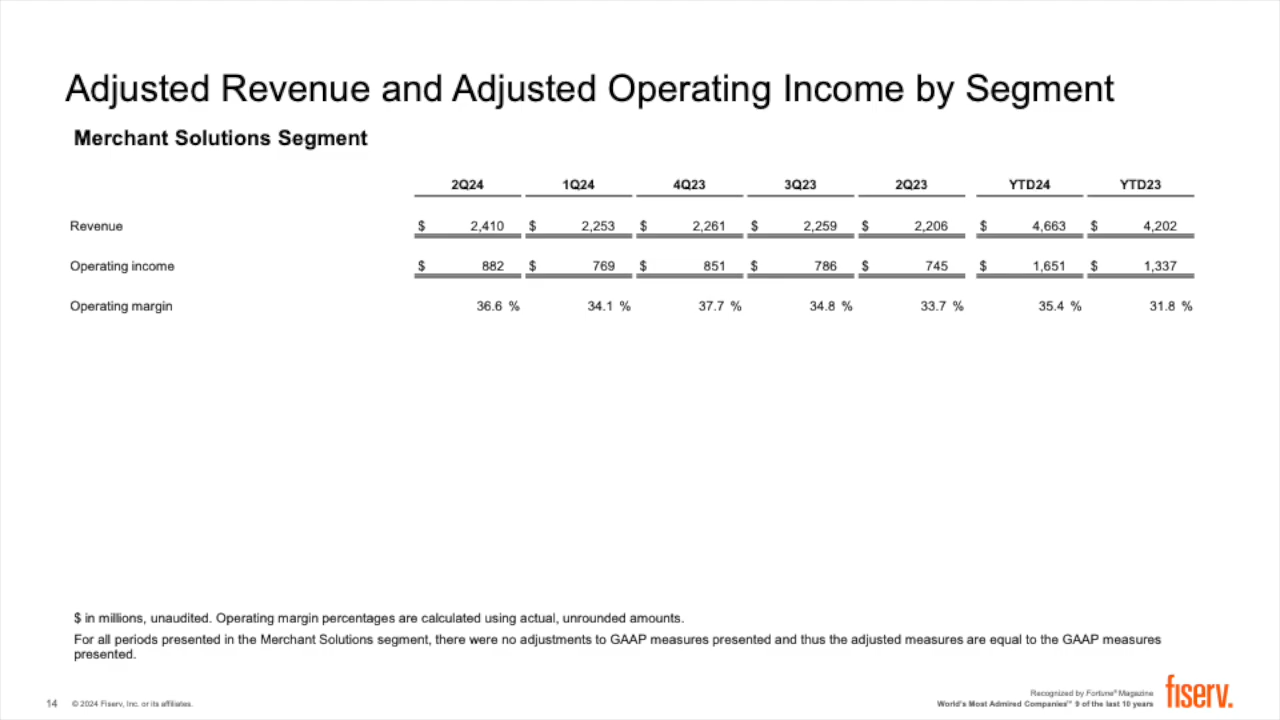 Adjusted Revenue and Adjusted Operating Income by Segment
Merchant Solutions Segment
2Q24 1Q24 4Q23 3Q23 2Q23 YTD24 YTD23
Revenue $ 2,410 $ 2,253 $ 2,261 $ 2,259 $ 2,206 $ 4,663 $ 4,202
Operating income $ 882 $ 769 $ 851 $ 786 $ 745 $ 1,651 $ 1,337
Operating margin 36.6 % 34.1 % 37.7 % 34.8 % 33.7 % 35.4 % 31.8 %
$ in millions, unaudited. Operating margin percentages are calculated using actual, unrounded amounts.
For all periods presented in the Merchant Solutions segment, there were no adjustments to GAAP measures presented and thus the adjusted measures are equal to the GAAP measures
presented.
14 © 2024 Fiserv, Inc. or its affiliates.
Recognized by Fortune® Magazine
World's Most Admired Companies™ 9 of the last 10 years
fiserv.